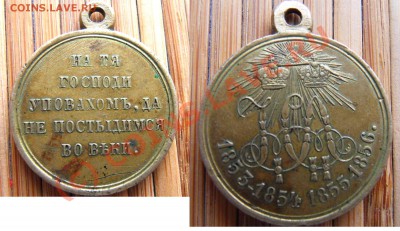 COINS.LAVE.RU
НА ТЯ
ГОСПОДИ
УПОВАХОМЪ, ДА
НЕ ПОСТЫДИМСЯ
ВО ВѢКИ.
1853-1854 1855-1856.